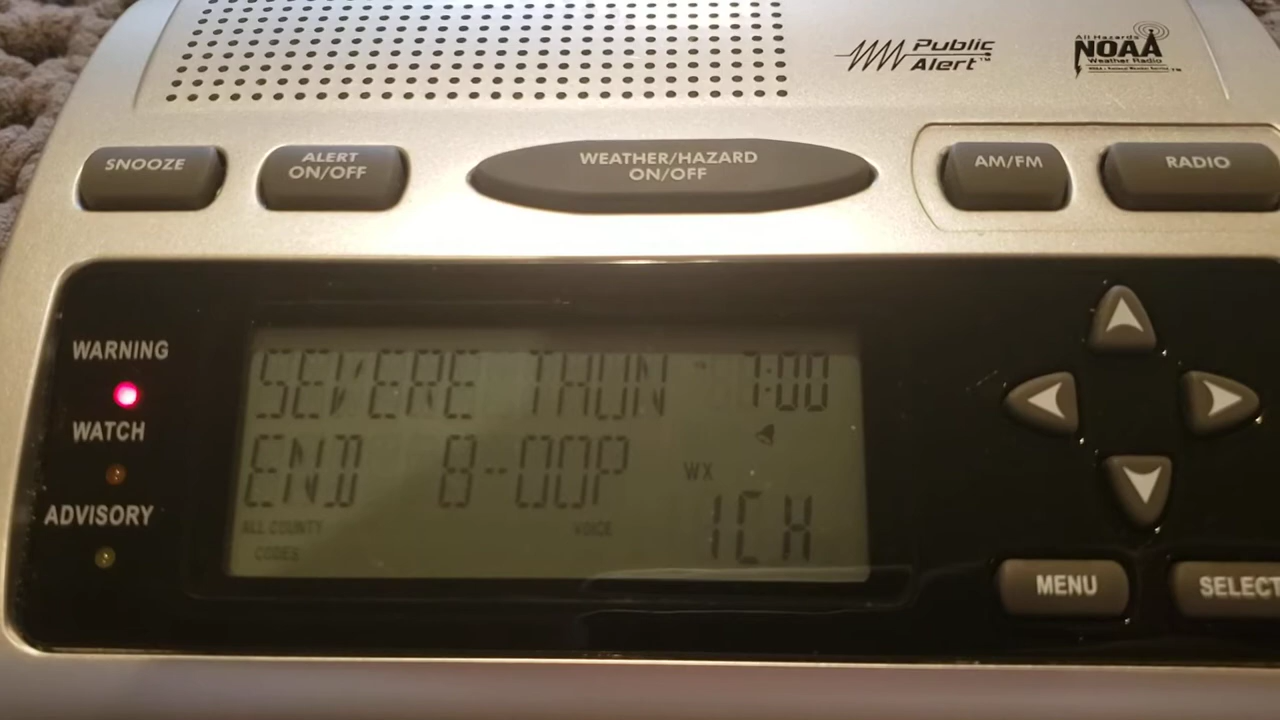 Public
Alert™
All Hazards
NOAA
Weather Radio
SNOOZE
ALERT
ON/OFF
WEATHER/HAZARD
ON/OFF
AM/FM
RADIO
WARNING
WATCH
ADVISORY
SEVERE THUN 7:00
END 8-00P
WX
1CH
ALL COUNTY
CODES
VOICE
MENU
SELECT